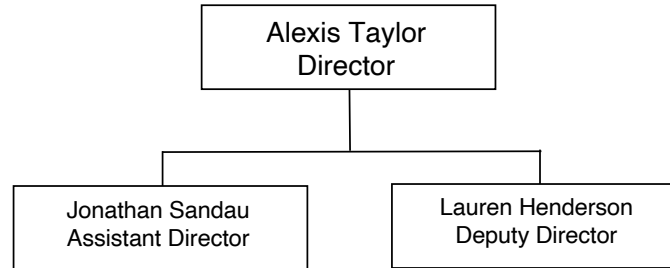 Alexis Taylor
Director
Jonathan Sandau
Assistant Director
Lauren Henderson
Deputy Director